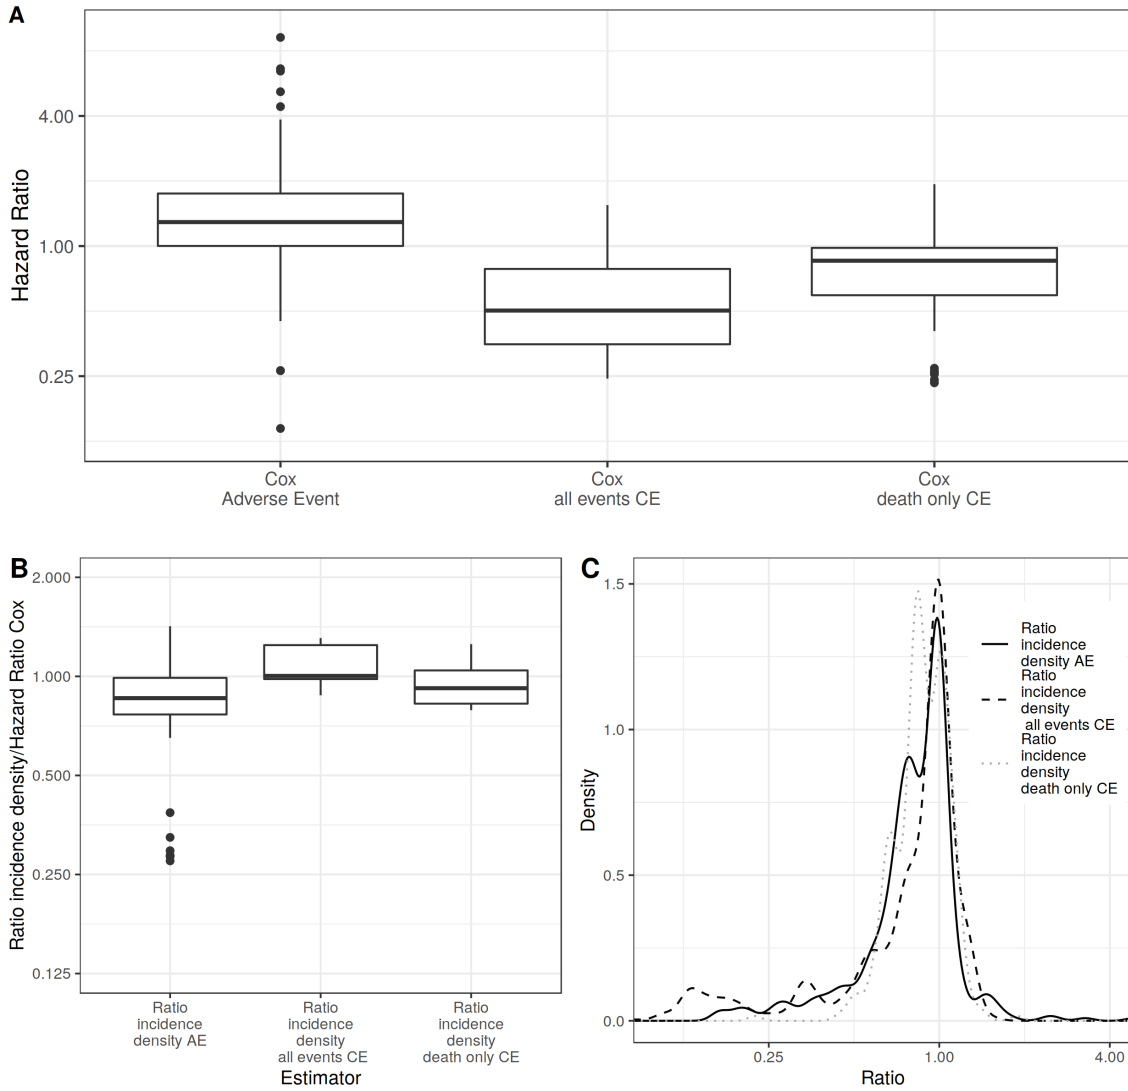 A
Hazard Ratio
4.00
1.00
0.25
Cox
Adverse Event
Cox
all events CE
Cox
death only CE
B
Ratio incidence density/Hazard Ratio Cox
2.000
1.000
0.500
0.250
0.125
Ratio
incidence
density AE
Ratio
incidence
density
all events CE
Ratio
incidence
density
death only CE
Estimator
C
Density
1.5
1.0
0.5
0.0
Ratio
incidence
density AE
Ratio
incidence
density
all events CE
Ratio
incidence
density
death only CE
0.25
1.00
4.00
Ratio